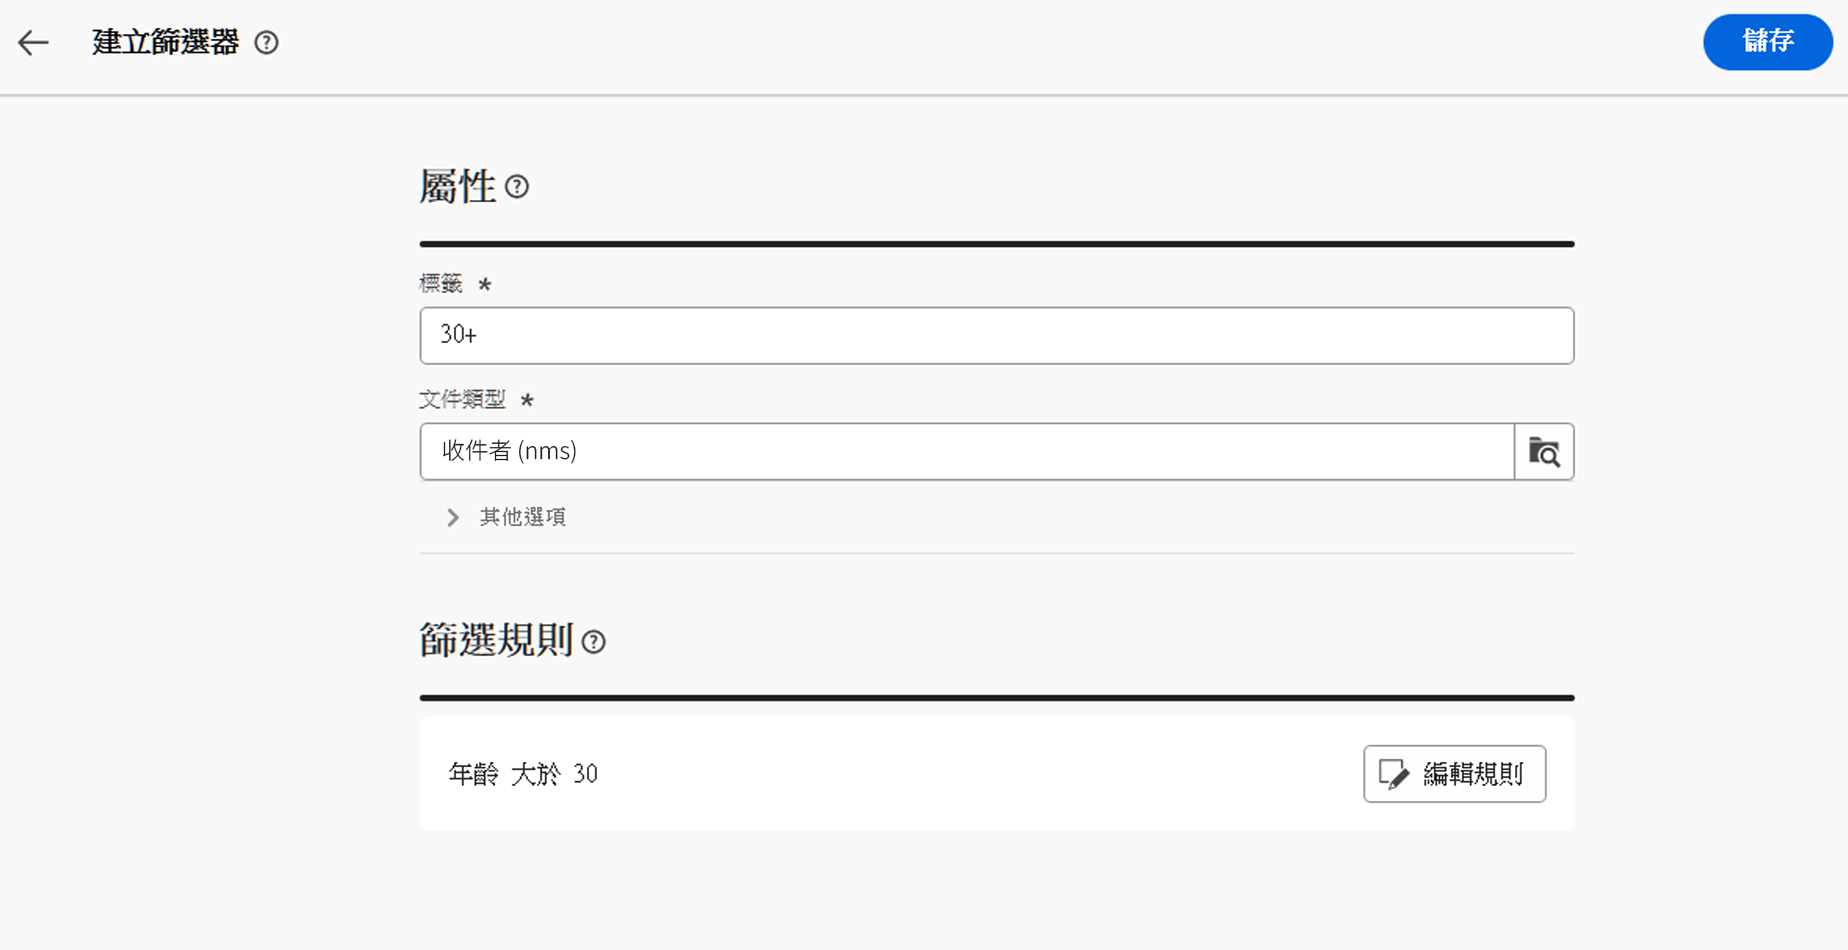 建立篩選器
儲存
屬性
標籤 *
30+
文件類型 *
收件者 (nms)
其他選項
篩選規則
年齡 大於 30
編輯規則